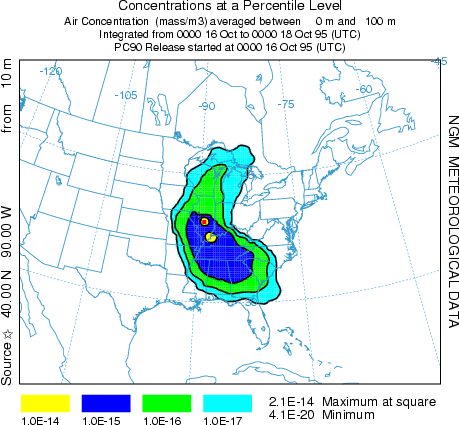 Concentrations at a Percentile Level
Air Concentration (mass/m3) averaged between 0 m and 100 m
Integrated from 0000 16 Oct to 0000 18 Oct 95 (UTC)
PC90 Release started at 0000 16 Oct 95 (UTC)
Source ☆ 40.00 N 90.00 W from 10 m
-120
-105
-90
-75
-60
-45
NGM METEOROLOGICAL DATA
1.0E-14 1.0E-15 1.0E-16 1.0E-17
2.1E-14 Maximum at square
4.1E-20 Minimum